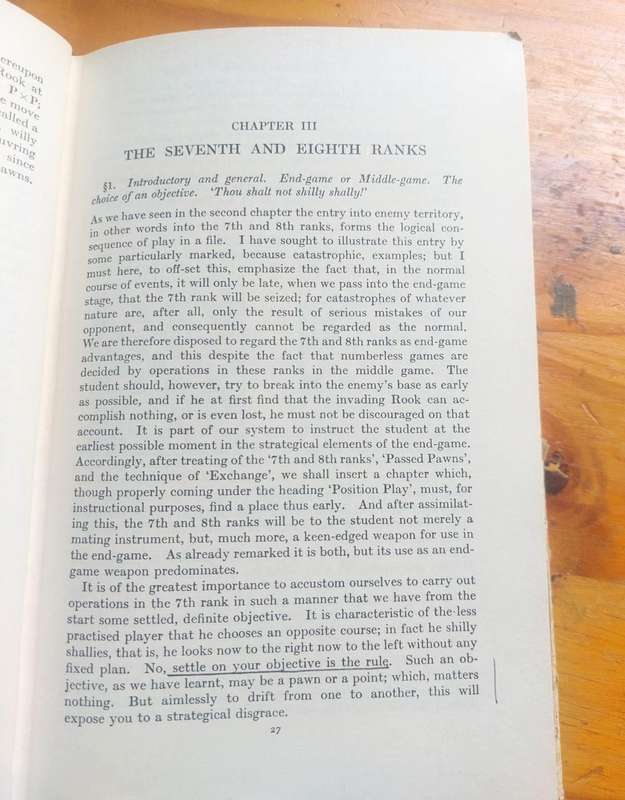 ereupon
Rook at
P×P;
e move
alled a
willy
uvring
since
awns.
CHAPTER III
THE SEVENTH AND EIGHTH RANKS
§1. Introductory and general. End-game or Middle-game. The
choice of an objective. ‘Thou shalt not shilly shally!’
As we have seen in the second chapter the entry into enemy territory,
in other words into the 7th and 8th ranks, forms the logical con-
sequence of play in a file. I have sought to illustrate this entry by
some particularly marked, because catastrophic, examples; but I
must here, to off-set this, emphasize the fact that, in the normal
course of events, it will only be late, when we pass into the end-game
stage, that the 7th rank will be seized; for catastrophes of whatever
nature are, after all, only the result of serious mistakes of our
opponent, and consequently cannot be regarded as the normal.
We are therefore disposed to regard the 7th and 8th ranks as end-game
advantages, and this despite the fact that numberless games are
decided by operations in these ranks in the middle game. The
student should, however, try to break into the enemy's base as early
as possible, and if he at first find that the invading Rook can ac-
complish nothing, or is even lost, he must not be discouraged on that
account. It is part of our system to instruct the student at the
earliest possible moment in the strategical elements of the end-game.
Accordingly, after treating of the ‘7th and 8th ranks’, ‘Passed Pawns’,
and the technique of ‘Exchange’, we shall insert a chapter which,
though properly coming under the heading ‘Position Play’, must, for
instructional purposes, find a place thus early. And after assimilat-
ing this, the 7th and 8th ranks will be to the student not merely a
mating instrument, but, much more, a keen-edged weapon for use in
the end-game. As already remarked it is both, but its use as an end-
game weapon predominates.
It is of the greatest importance to accustom ourselves to carry out
operations in the 7th rank in such a manner that we have from the
start some settled, definite objective. It is characteristic of the less
practised player that he chooses an opposite course; in fact he shilly
shallies, that is, he looks now to the right now to the left without any
fixed plan. No, settle on your objective is the rule. Such an ob-
jective, as we have learnt, may be a pawn or a point; which, matters
nothing. But aimlessly to drift from one to another, this will
expose you to a strategical disgrace.
27